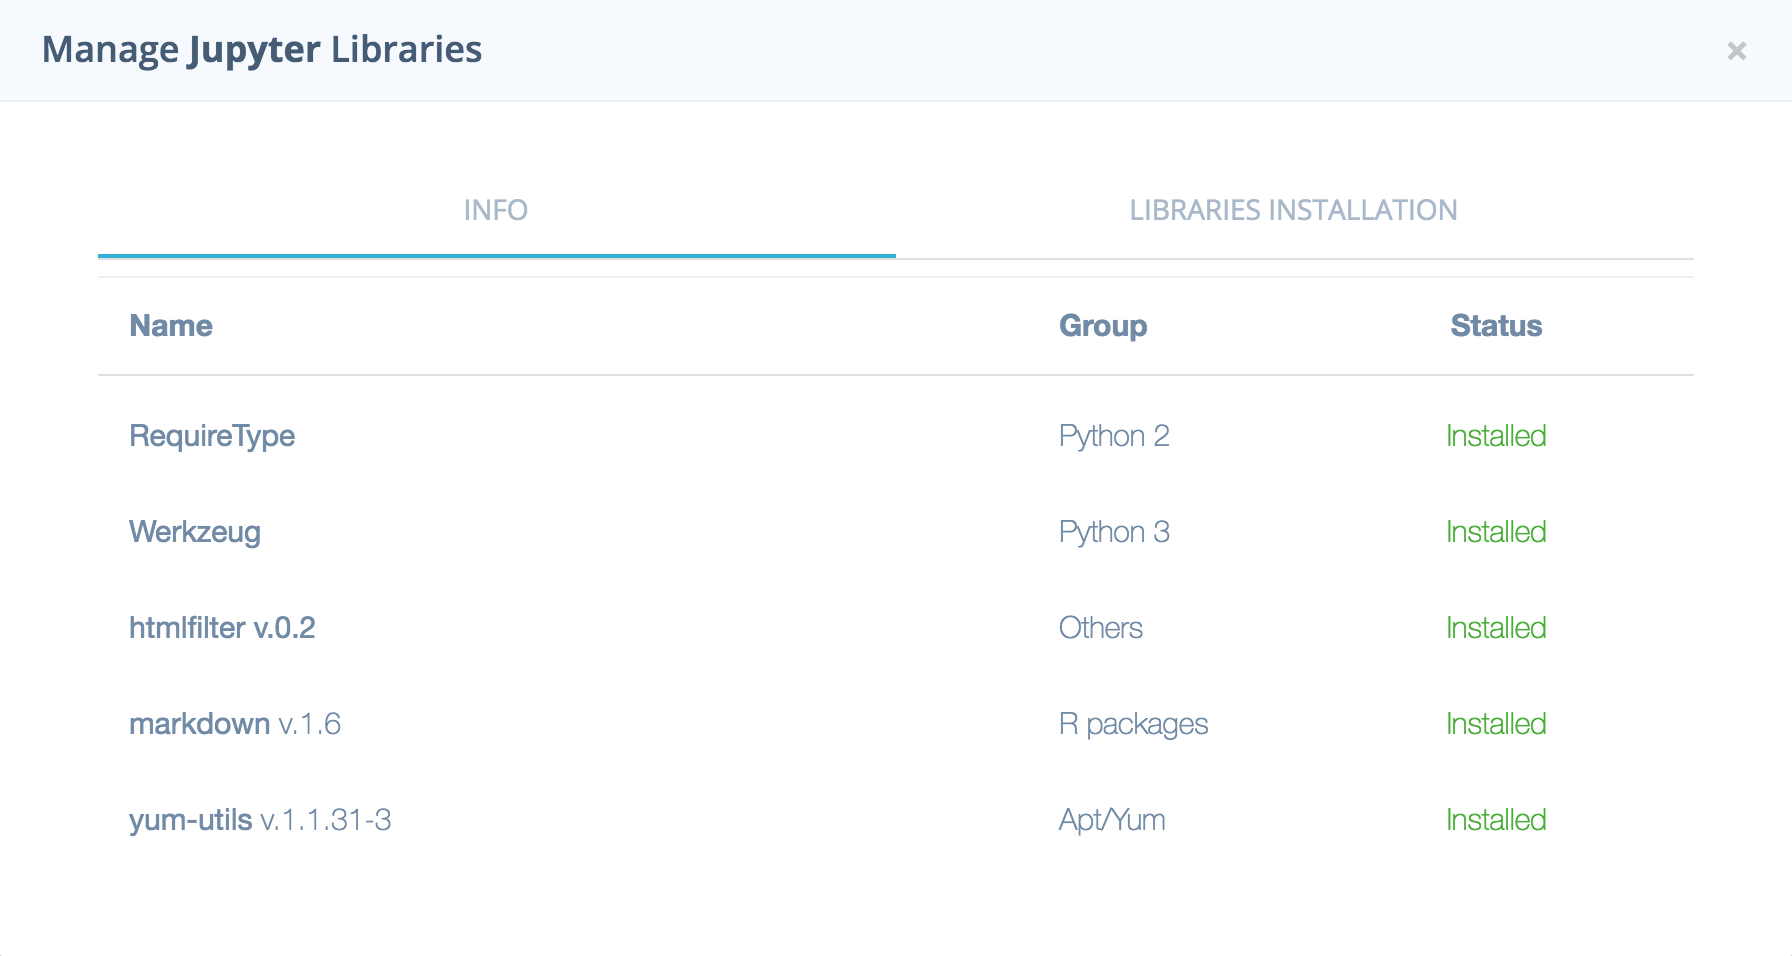 Manage Jupyter Libraries ×
INFO LIBRARIES INSTALLATION
Name Group Status
RequireType Python 2 Installed
Werkzeug Python 3 Installed
htmlfilter v.0.2 Others Installed
markdown v.1.6 R packages Installed
yum-utils v.1.1.31-3 Apt/Yum Installed